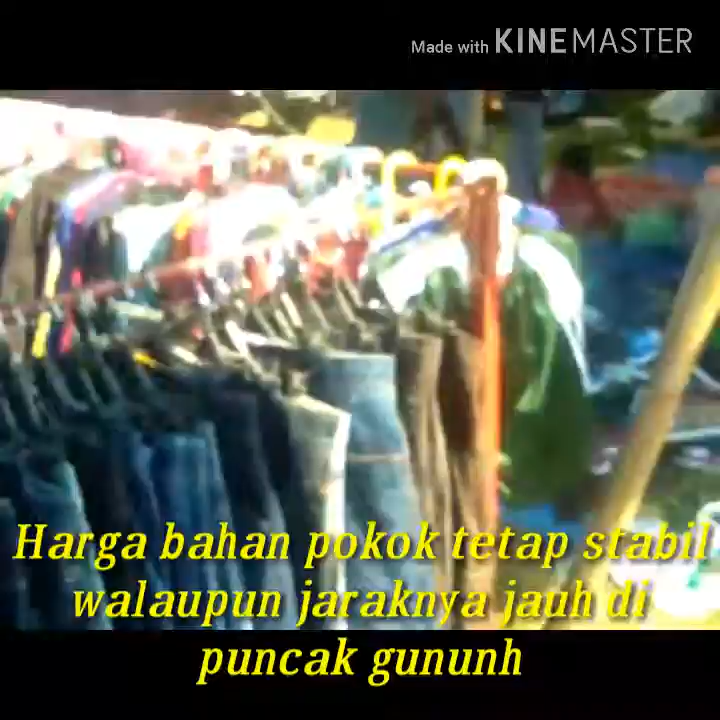 Made with KINEMASTER
Harga bahan pokok tetap stabil
walaupun jaraknya jauh di
puncak gununh